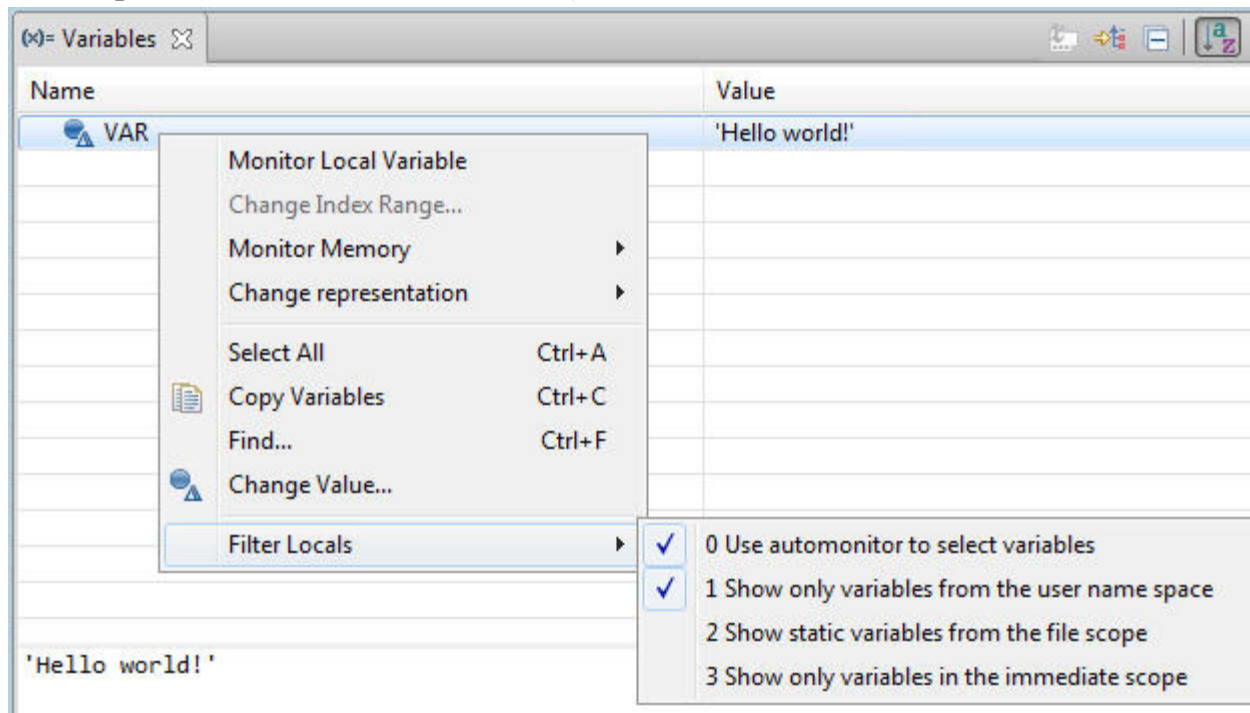 (x)= Variables
Name Value
VAR 'Hello world!'
Monitor Local Variable
Change Index Range...
Monitor Memory
Change representation
Select All Ctrl+A
Copy Variables Ctrl+C
Find... Ctrl+F
Change Value...
Filter Locals
0 Use automonitor to select variables
1 Show only variables from the user name space
2 Show static variables from the file scope
3 Show only variables in the immediate scope
'Hello world!'